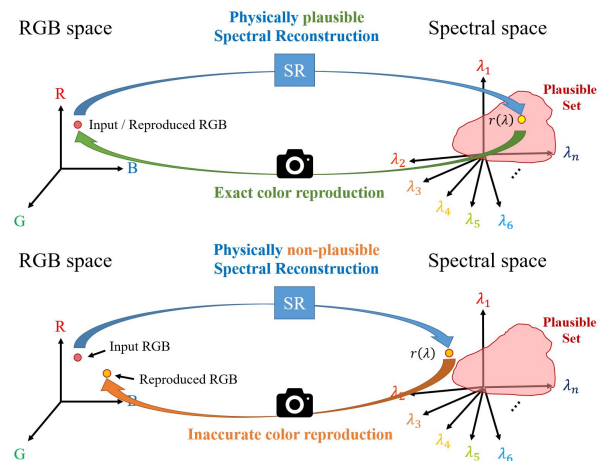 RGB space
Physically plausible
Spectral Reconstruction
Spectral space
SR
R
Input / Reproduced RGB
B
G
Exact color reproduction
λ₁
Plausible
Set
r(λ)
λ₂
λ₃
λ₄
λ₅
λ₆
...
λₙ
RGB space
Physically non-plausible
Spectral Reconstruction
Spectral space
SR
R
Input RGB
Reproduced RGB
B
G
Inaccurate color reproduction
λ₁
Plausible
Set
r(λ)
λ₂
λ₃
λ₄
λ₅
λ₆
...
λₙ